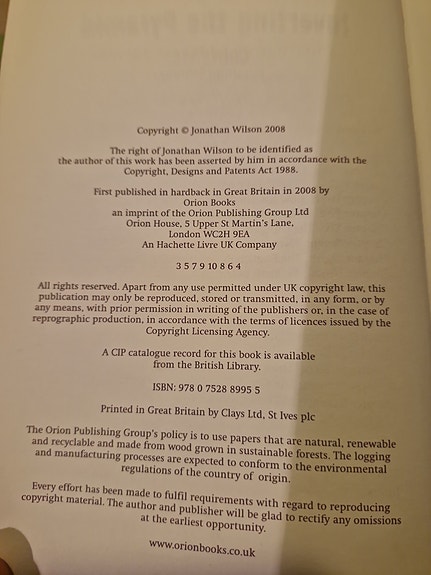 Copyright © Jonathan Wilson 2008
The right of Jonathan Wilson to be identified as
the author of this work has been asserted by him in accordance with the
Copyright, Designs and Patents Act 1988.
First published in hardback in Great Britain in 2008 by
Orion Books
an imprint of the Orion Publishing Group Ltd
Orion House, 5 Upper St Martin's Lane,
London WC2H 9EA
An Hachette Livre UK Company
3 5 7 9 10 8 6 4
All rights reserved. Apart from any use permitted under UK copyright law, this
publication may only be reproduced, stored or transmitted, in any form, or by
any means, with prior permission in writing of the publishers or, in the case of
reprographic production, in accordance with the terms of licences issued by the
Copyright Licensing Agency.
A CIP catalogue record for this book is available
from the British Library.
ISBN: 978 0 7528 8995 5
Printed in Great Britain by Clays Ltd, St Ives plc
The Orion Publishing Group's policy is to use papers that are natural, renewable
and recyclable and made from wood grown in sustainable forests. The logging
and manufacturing processes are expected to conform to the environmental
regulations of the country of origin.
Every effort has been made to fulfil requirements with regard to reproducing
copyright material. The author and publisher will be glad to rectify any omissions
at the earliest opportunity.
www.orionbooks.co.uk